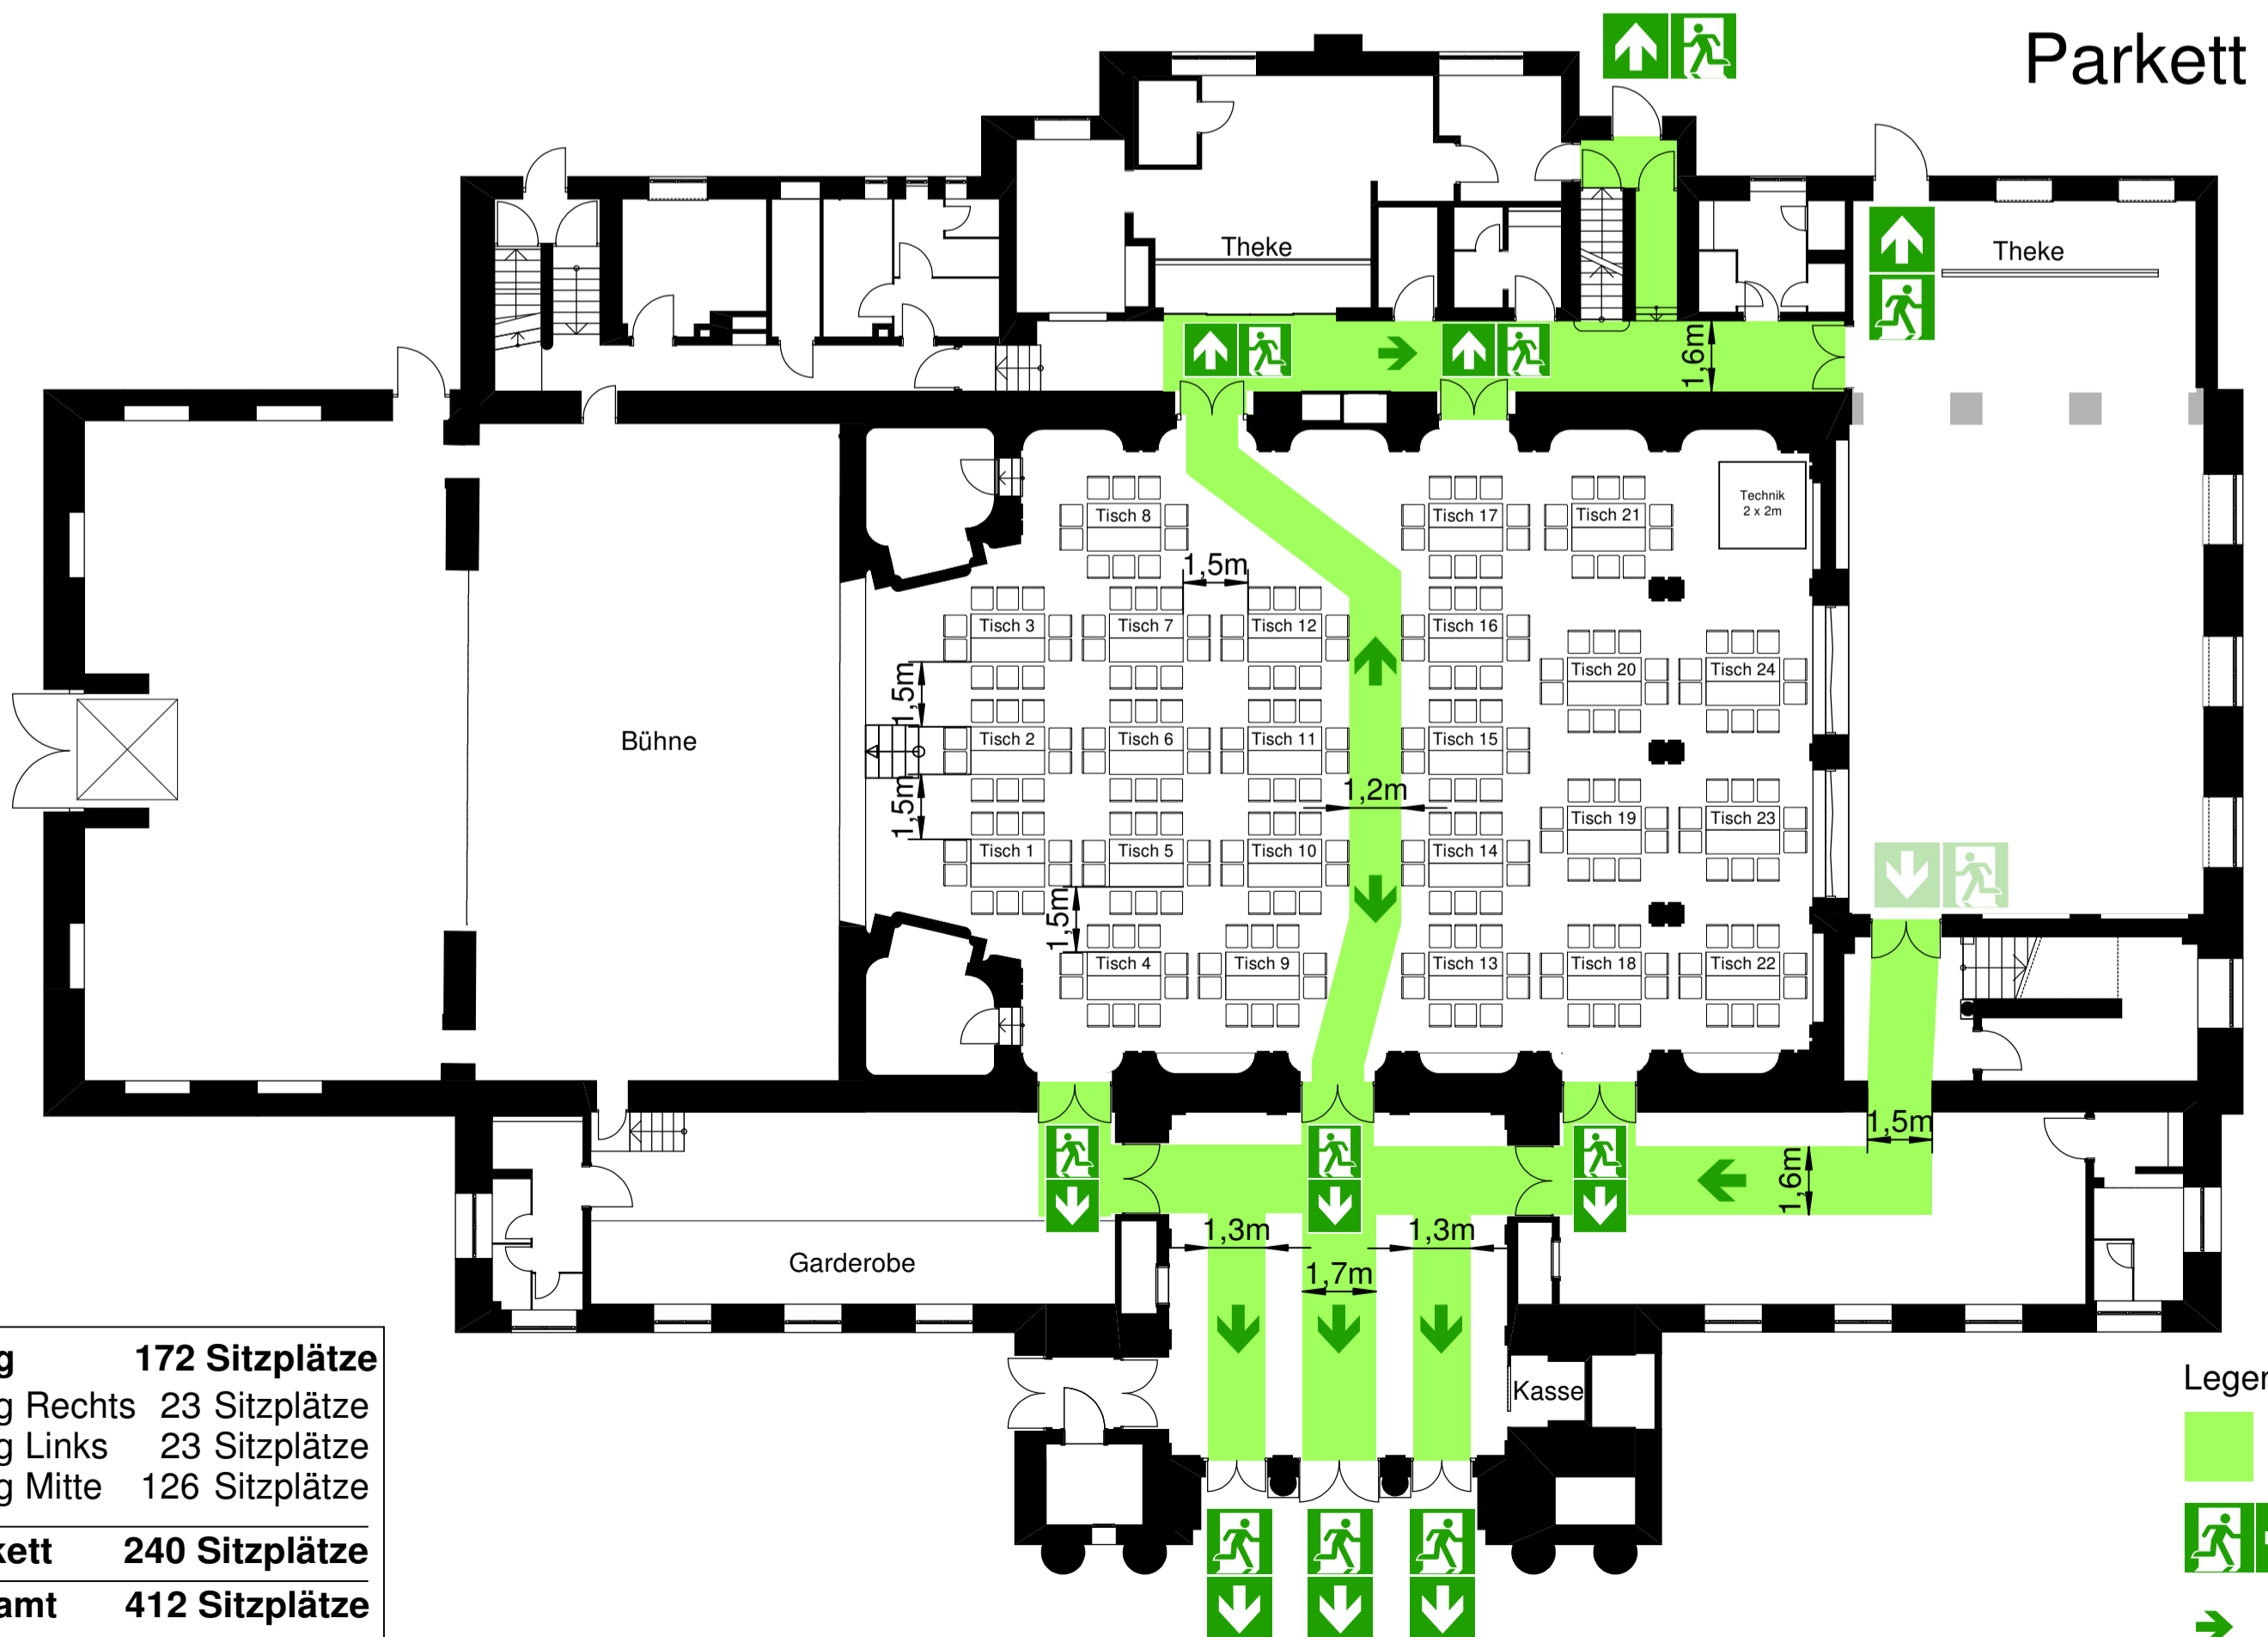 Parkett
Theke
Theke
1,6m
Technik
2 x 2m
Tisch 8
Tisch 17
Tisch 21
1,5m
Tisch 3
Tisch 7
Tisch 12
Tisch 16
Tisch 20
Tisch 24
1,5m
Bühne
Tisch 2
Tisch 6
Tisch 11
Tisch 15
1,2m
1,5m
Tisch 19
Tisch 23
Tisch 1
Tisch 5
Tisch 10
Tisch 14
1,5m
Tisch 4
Tisch 9
Tisch 13
Tisch 18
Tisch 22
1,5m
1,6m
1,3m
1,3m
Garderobe
1,7m
Kasse
g 172 Sitzplätze
g Rechts 23 Sitzplätze
g Links 23 Sitzplätze
g Mitte 126 Sitzplätze
kett 240 Sitzplätze
amt 412 Sitzplätze
Legen